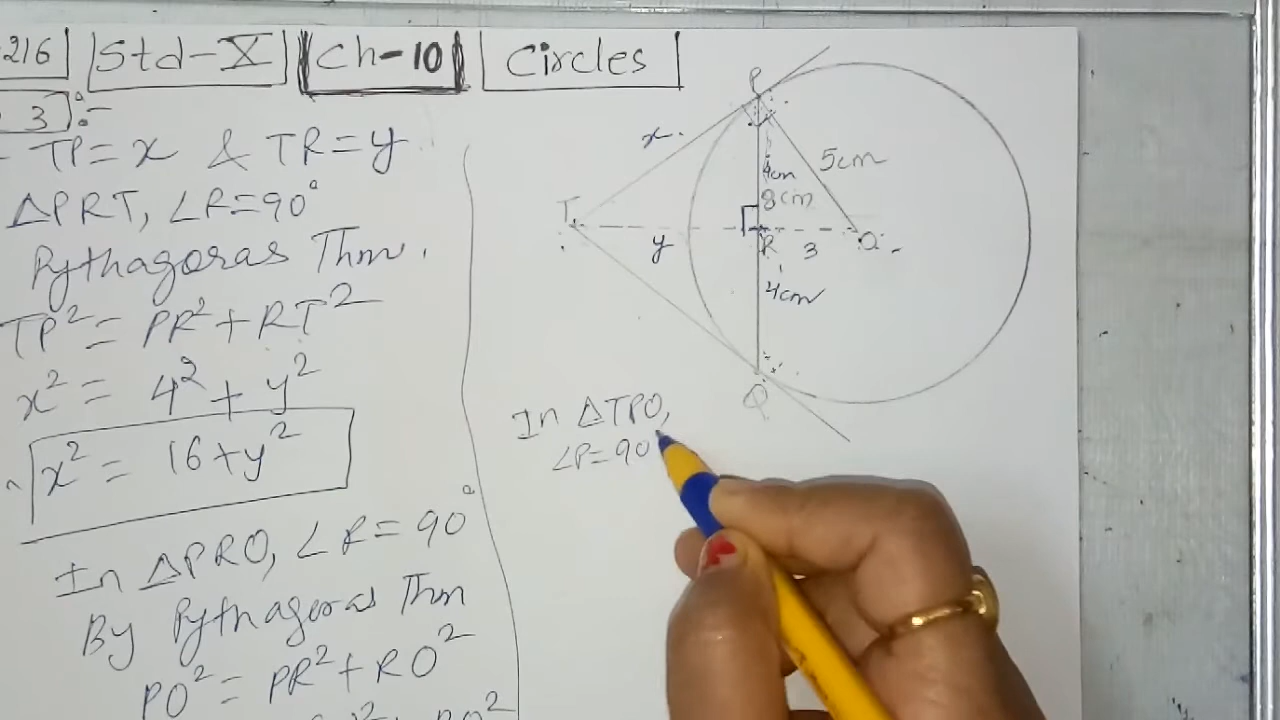 216 Std-X Ch-10 Circles
3 :-
TP=x & TR=y
ΔPRT, ∠R=90°
Pythagoras Thm.
TP²= PR²+RT²
x²= 4²+y²
x²= 16+y²
In ΔPRO, ∠R=90°
By Pythagoras Thm
PO²= PR²+RO²
P
x
5cm
4cm
8cm
T
y
R
3
O
4cm
Q
In ΔTPO,
∠P=90